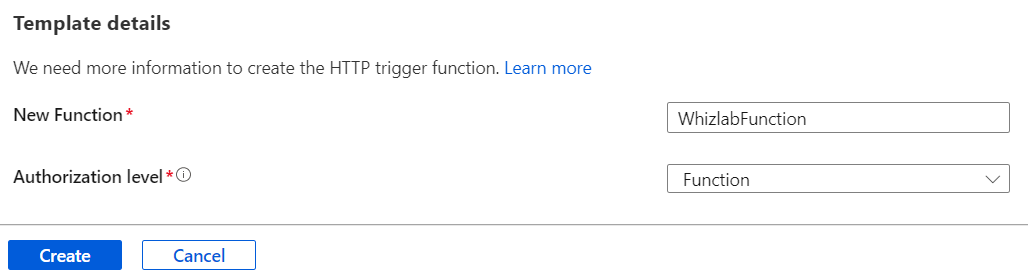 Template details
We need more information to create the HTTP trigger function. Learn more
New Function*
WhizlabFunction
Authorization level*
Function
Create
Cancel